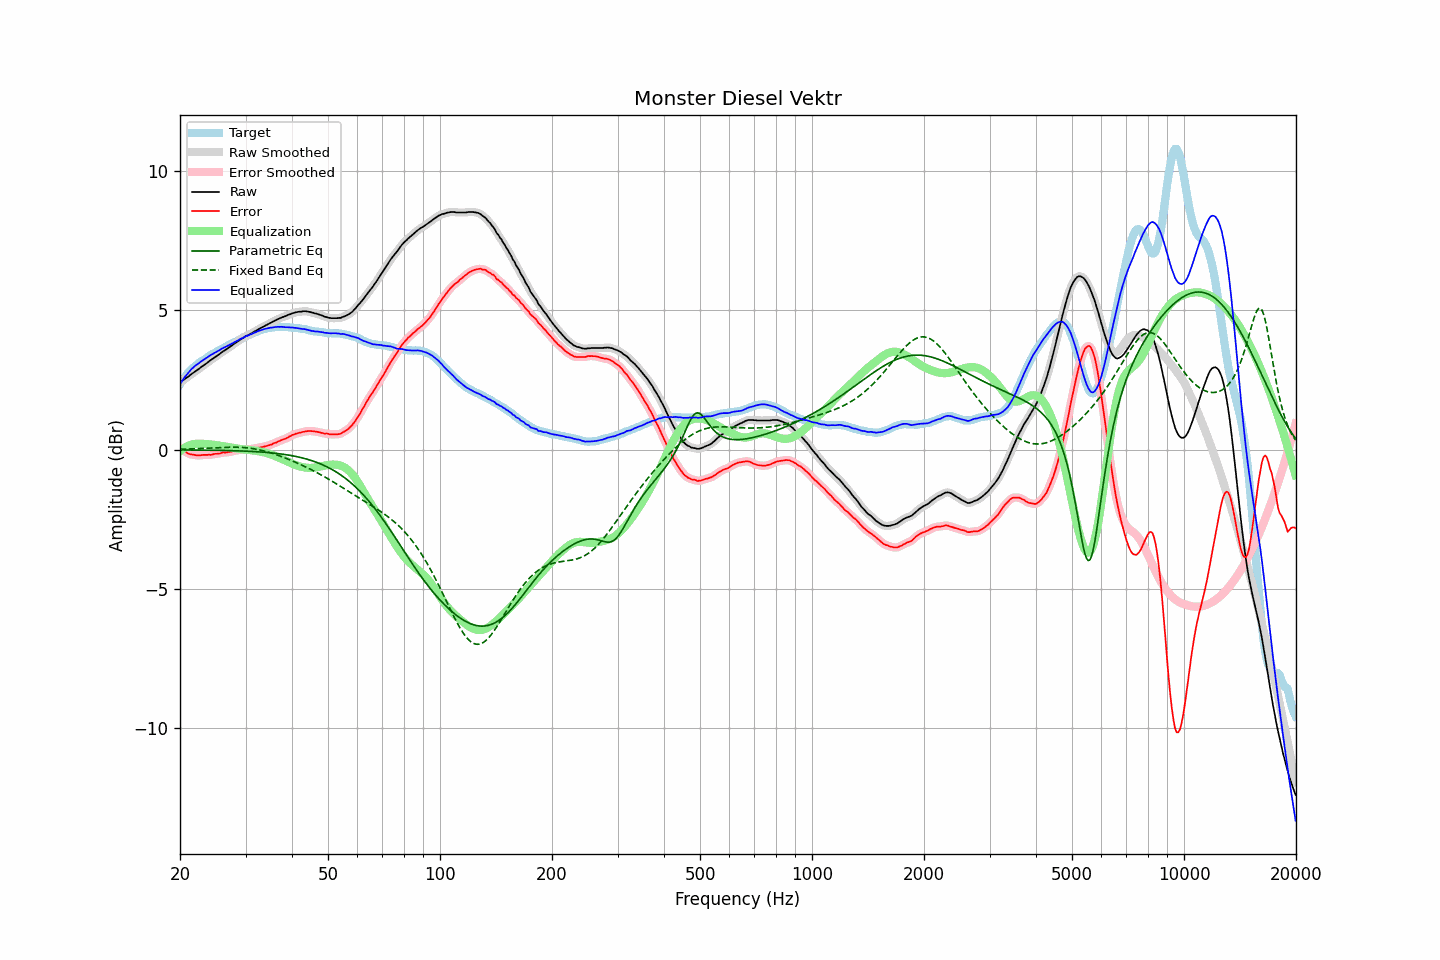 Monster Diesel Vektr
Target
Raw Smoothed
Error Smoothed
Raw
Error
Equalization
Parametric Eq
Fixed Band Eq
Equalized
10
5
0
−5
−10
Amplitude (dBr)
20 50 100 200 500 1000 2000 5000 10000 20000
Frequency (Hz)